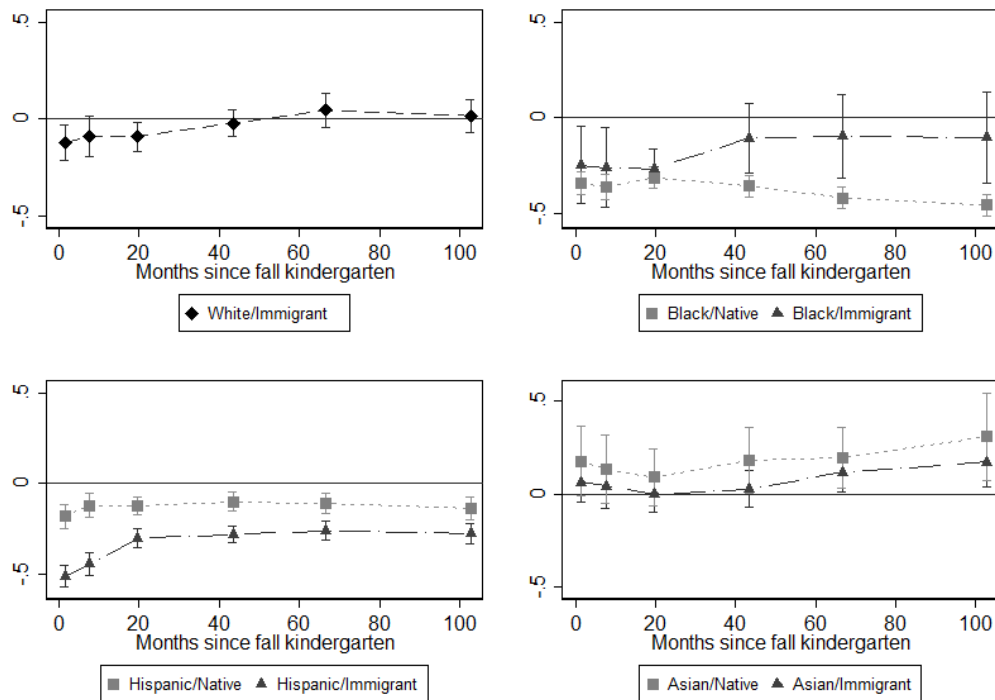 .5
0
-.5
0 20 40 60 80 100
Months since fall kindergarten
White/Immigrant
.5
0
-.5
0 20 40 60 80 100
Months since fall kindergarten
Black/Native Black/Immigrant
.5
0
-.5
0 20 40 60 80 100
Months since fall kindergarten
Hispanic/Native Hispanic/Immigrant
.5
0
-.5
0 20 40 60 80 100
Months since fall kindergarten
Asian/Native Asian/Immigrant